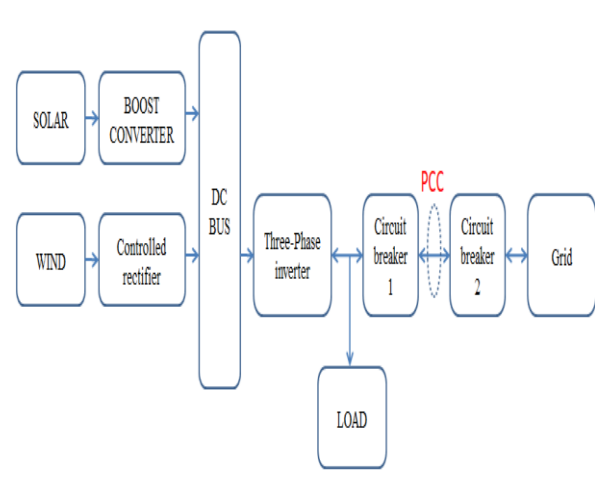 SOLAR
BOOST
CONVERTER
WIND
Controlled
rectifier
DC
BUS
Three-Phase
inverter
Circuit
breaker
1
PCC
Circuit
breaker
2
Grid
LOAD